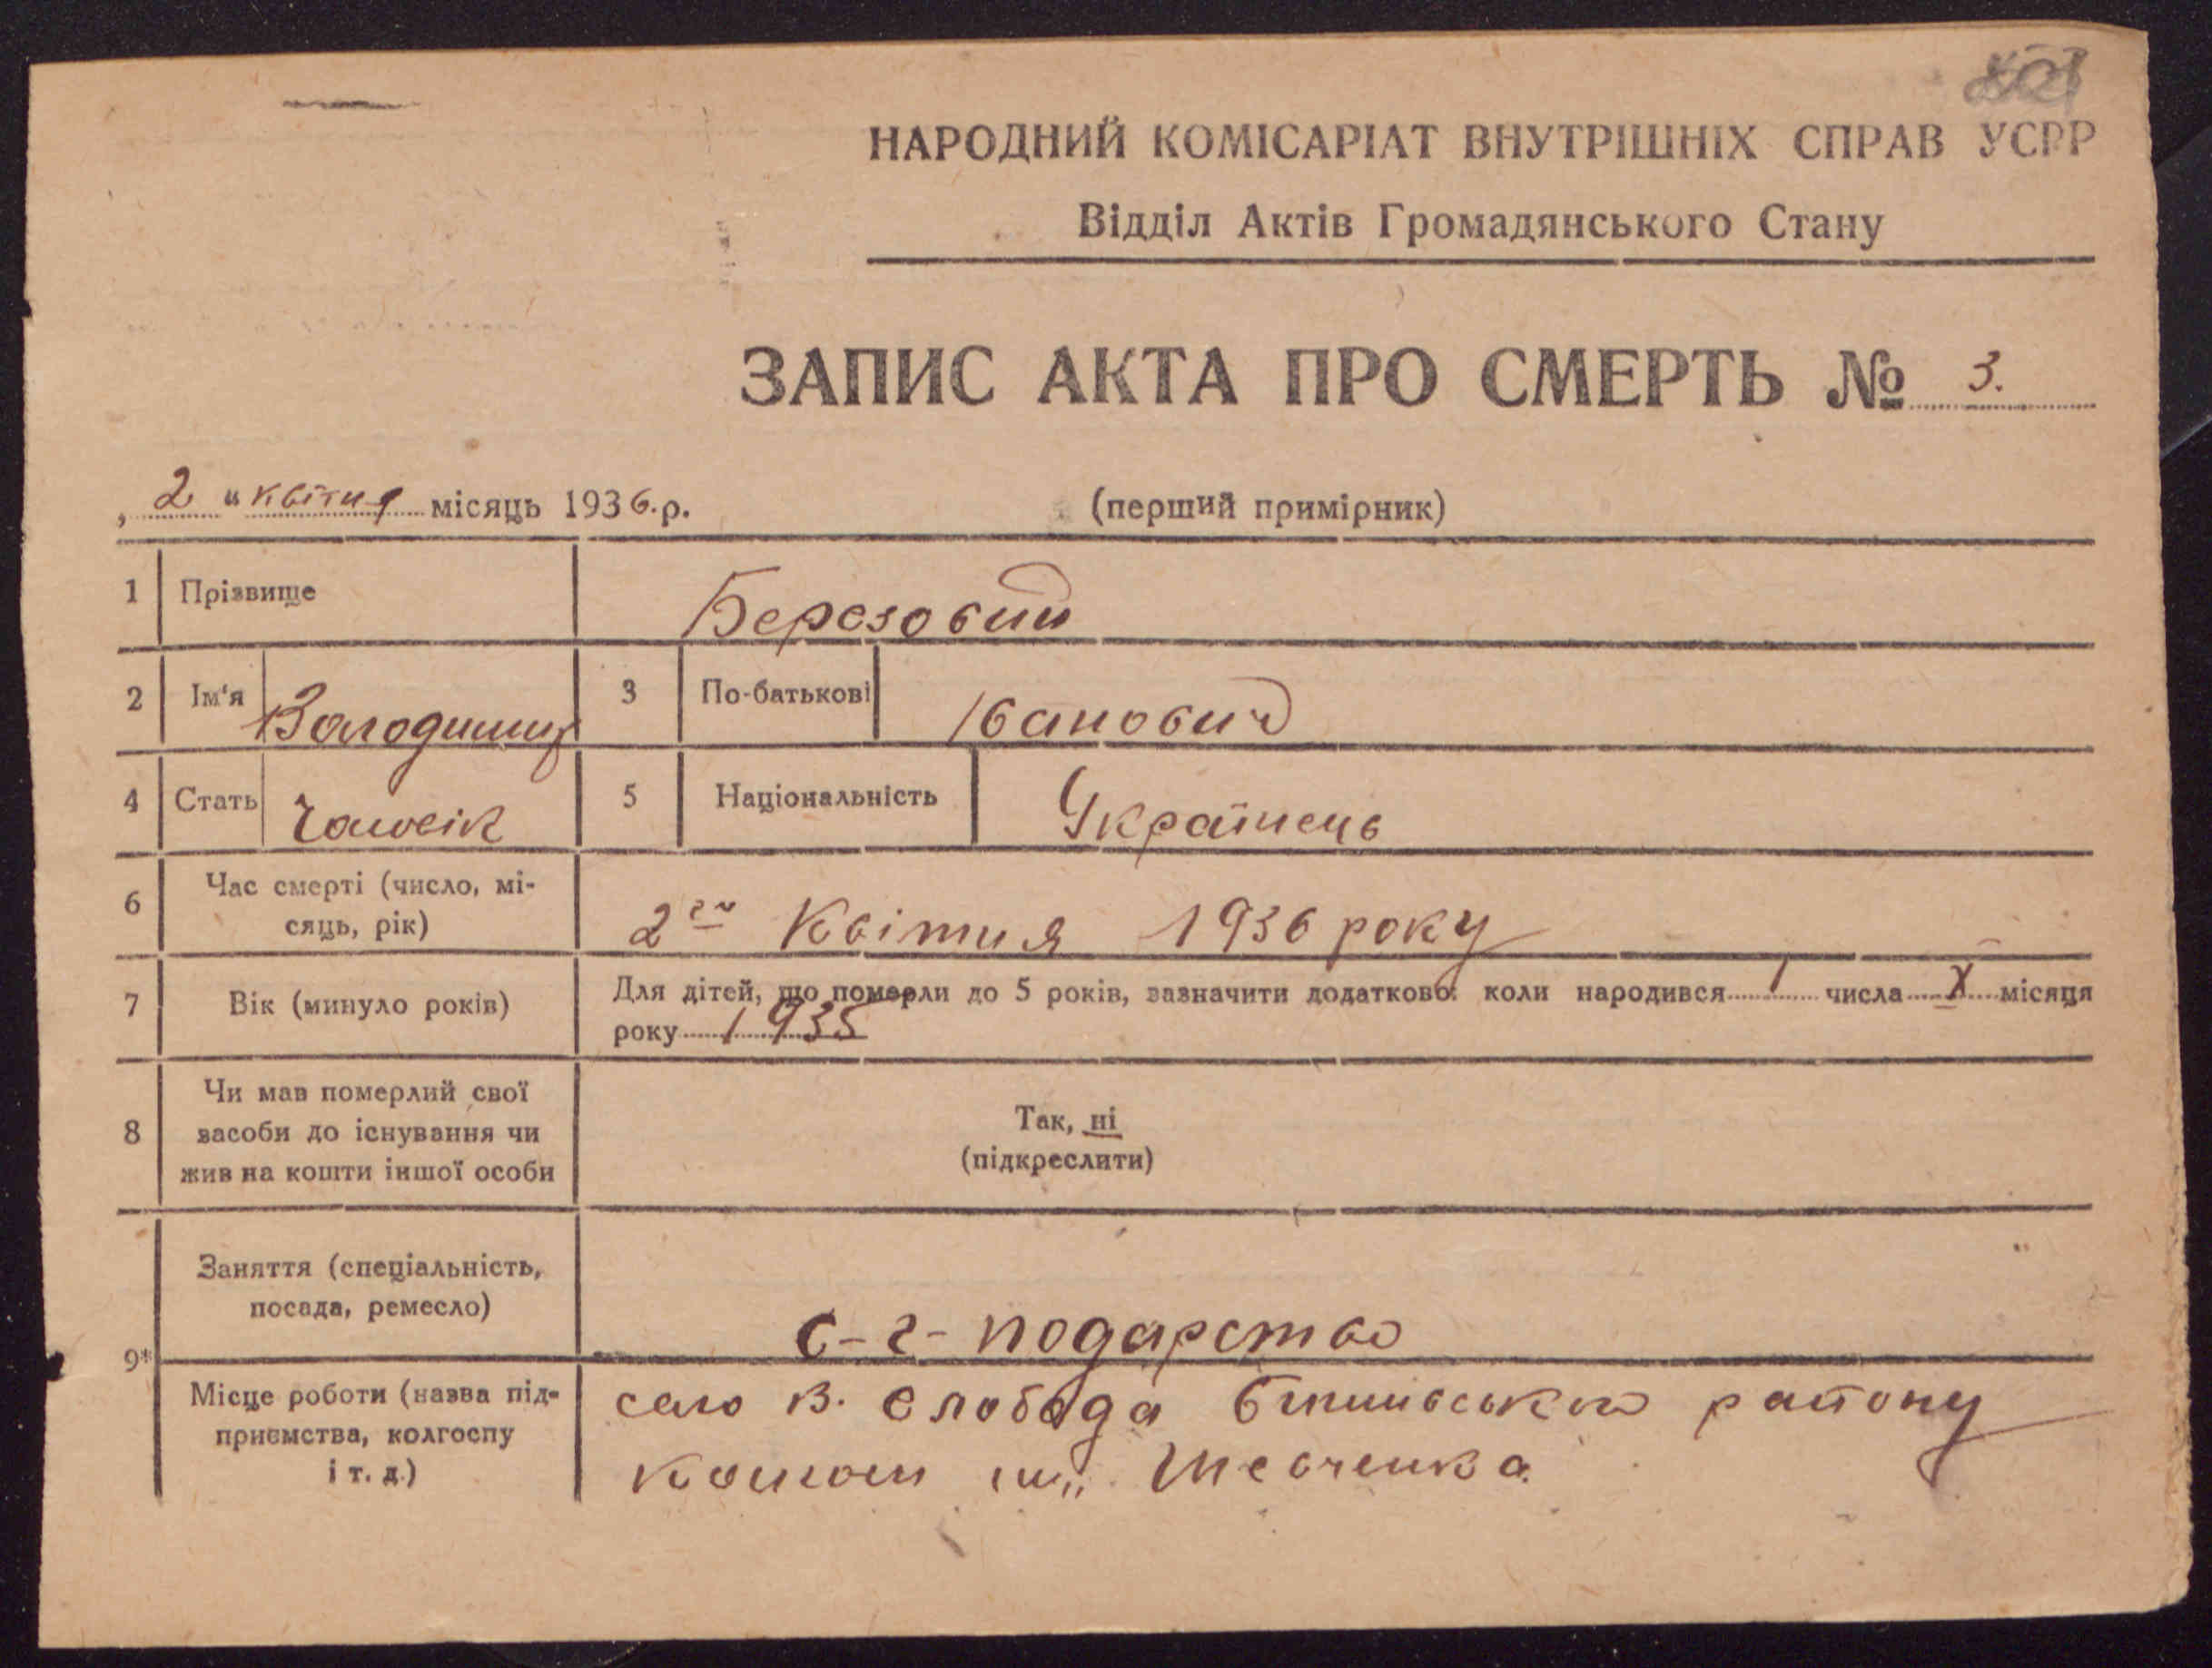 НАРОДНИЙ КОМІСАРІАТ ВНУТРІШНІХ СПРАВ УСРР
Відділ Актів Громадянського Стану
ЗАПИС АКТА ПРО СМЕРТЬ № 3.
„ 2 " квітня місяць 1936. р.
(перший примірник)
1 Прізвище Березовий
2 Ім'я Володимир 3 По-батькові Іванович
4 Стать Чоловік 5 Національність Українець
6 Час смерті (число, мі-
сяць, рік) 2го Квітня 1936 року
7 Вік (минуло років) Для дітей, що померли до 5 років, зазначити додатково: коли народився 1 числа X місяця
року 1935
8 Чи мав померлий свої
засоби до існування чи
жив на кошти іншої особи
Так, ні
(підкреслити)
9*
Заняття (спеціальність,
посада, ремесло)
с-г-подарство
Місце роботи (назва під-
приємства, колгоспу
і т. д.)
село В. Слобода району
ім. Шевченка